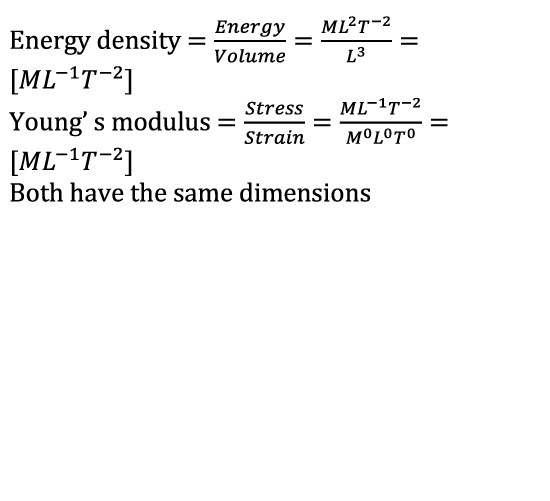 Energy density = \frac{Energy}{Volume} = \frac{ML^2T^{-2}}{L^3} =
[ML^{-1}T^{-2}]
Young' s modulus = \frac{Stress}{Strain} = \frac{ML^{-1}T^{-2}}{M^0L^0T^0} =
[ML^{-1}T^{-2}]
Both have the same dimensions